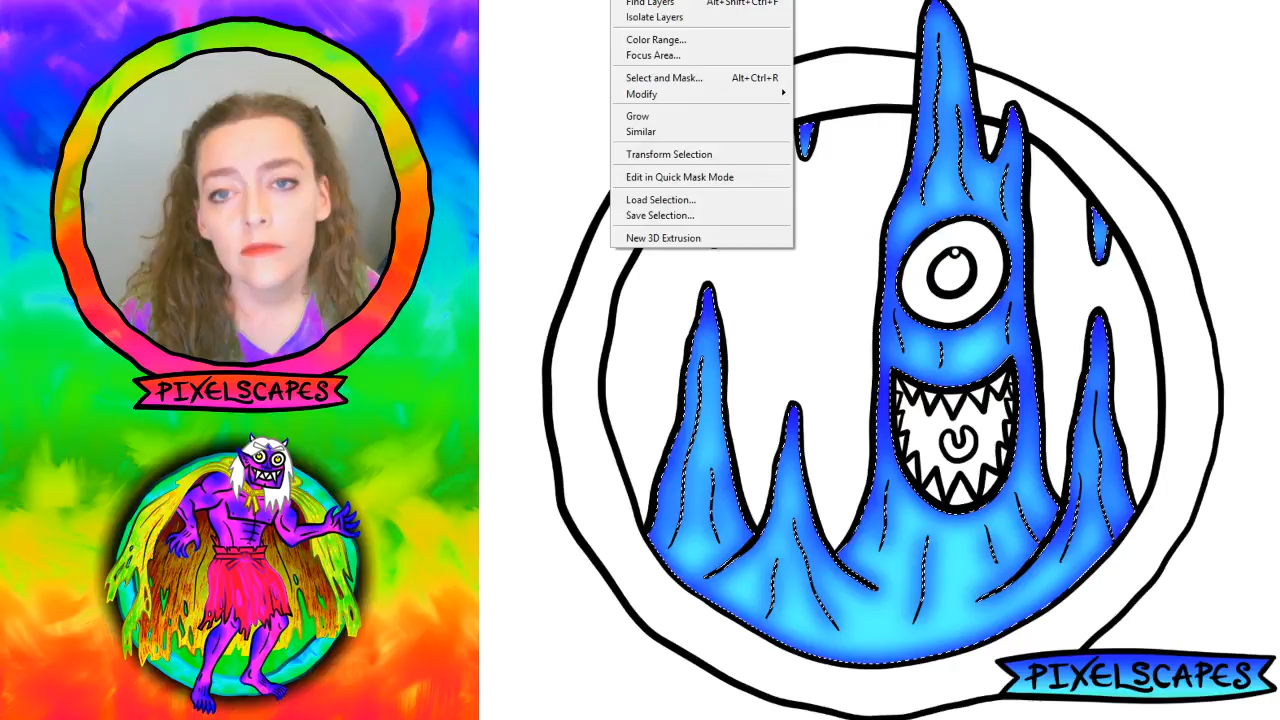 Find Layers Alt+Shift+Ctrl+F
Isolate Layers
Color Range...
Focus Area...
Select and Mask... Alt+Ctrl+R
Modify
Grow
Similar
Transform Selection
Edit in Quick Mask Mode
Load Selection...
Save Selection...
New 3D Extrusion
PIXELSCAPES
PIXELSCAPES